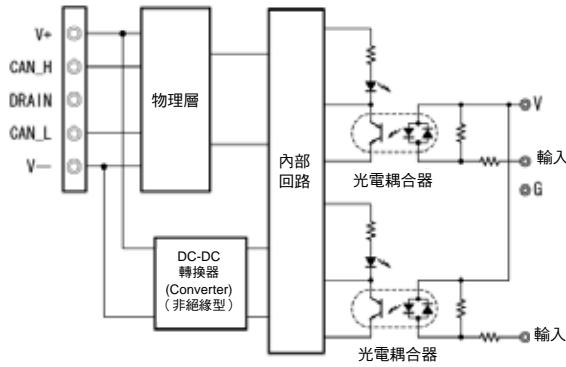 V+
CAN_H
DRAIN
CAN_L
V—
物理層
DC-DC
轉換器
(Converter)
（非絕緣型）
內部
回路
光電耦合器
V
輸入
G
光電耦合器
輸入